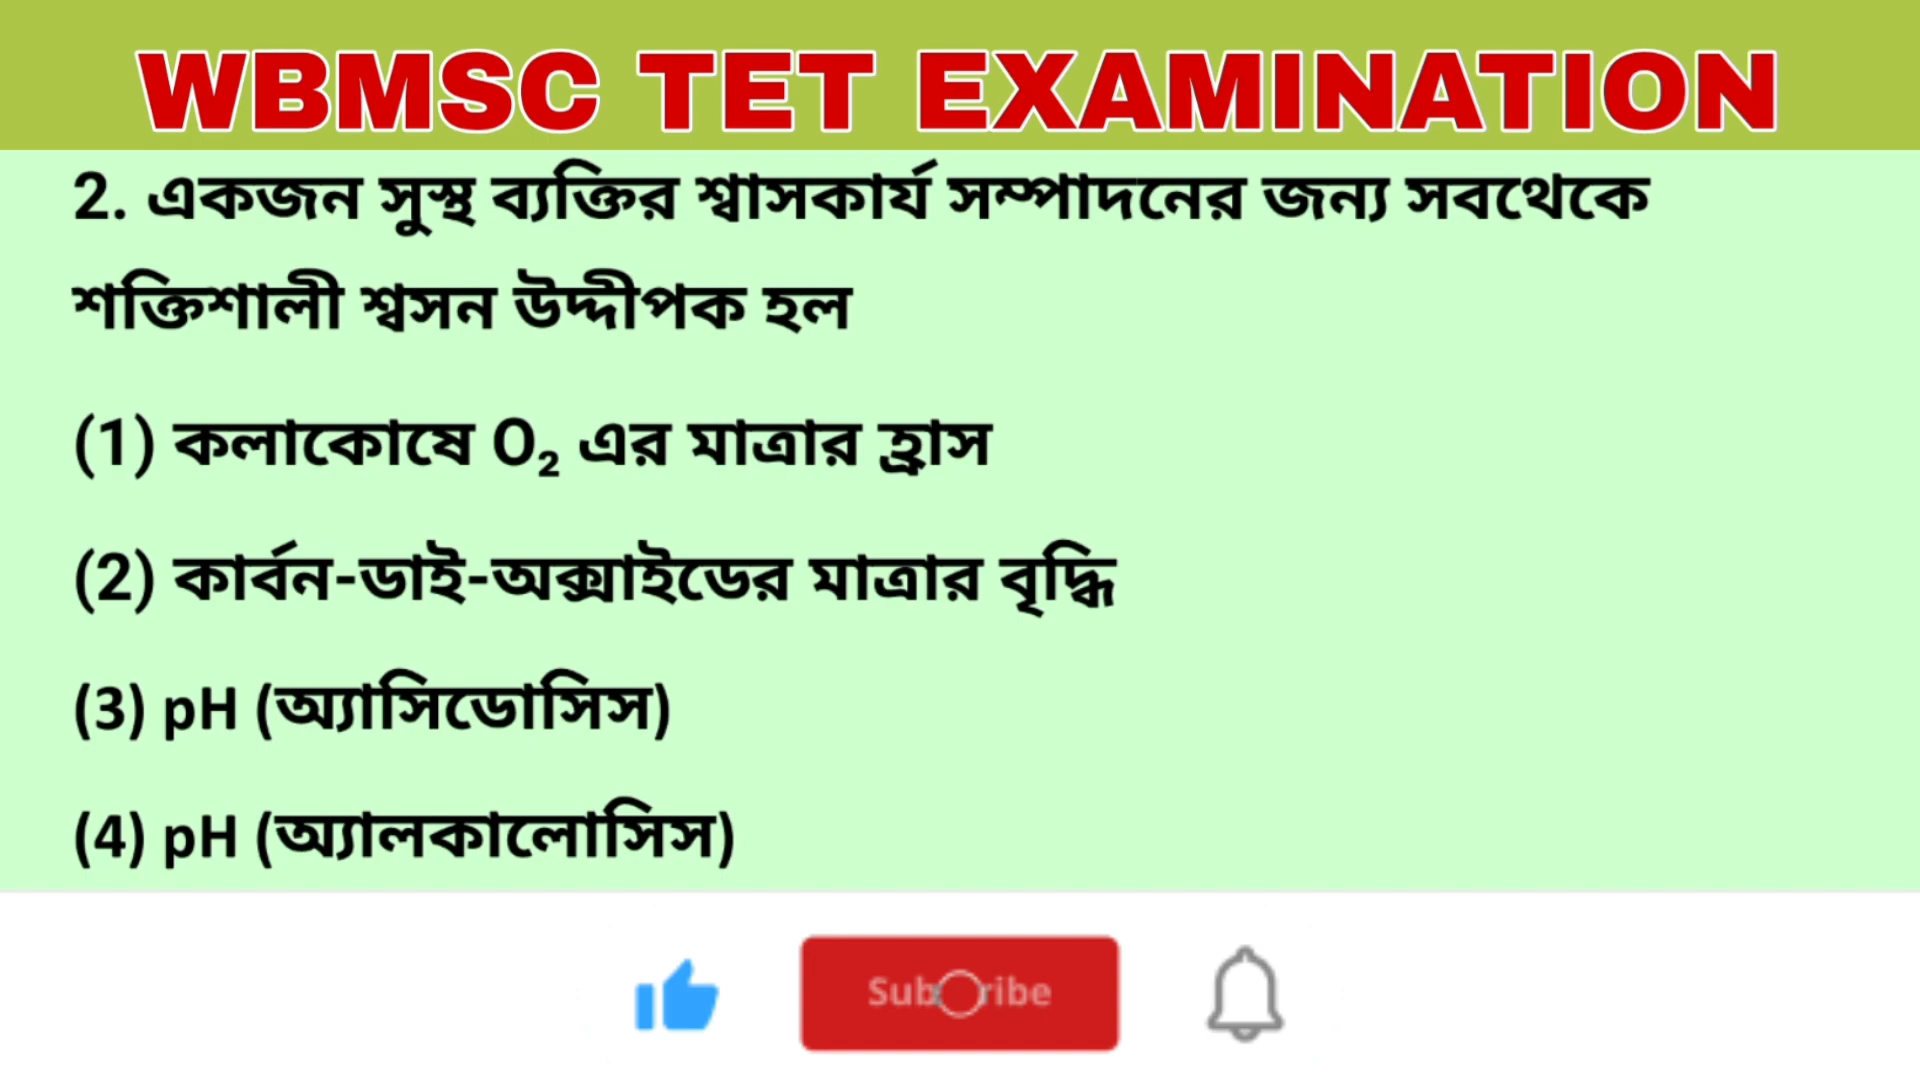 WBMSC TET EXAMINATION
2. একজন সুস্থ ব্যক্তির শ্বাসকার্য সম্পাদনের জন্য সবথেকে
শক্তিশালী শ্বসন উদ্দীপক হল
(1) কলাকোষে O₂ এর মাত্রার হ্রাস
(2) কার্বন-ডাই-অক্সাইডের মাত্রার বৃদ্ধি
(3) pH (অ্যাসিডোসিস)
(4) pH (অ্যালকালোসিস)
Subscribe